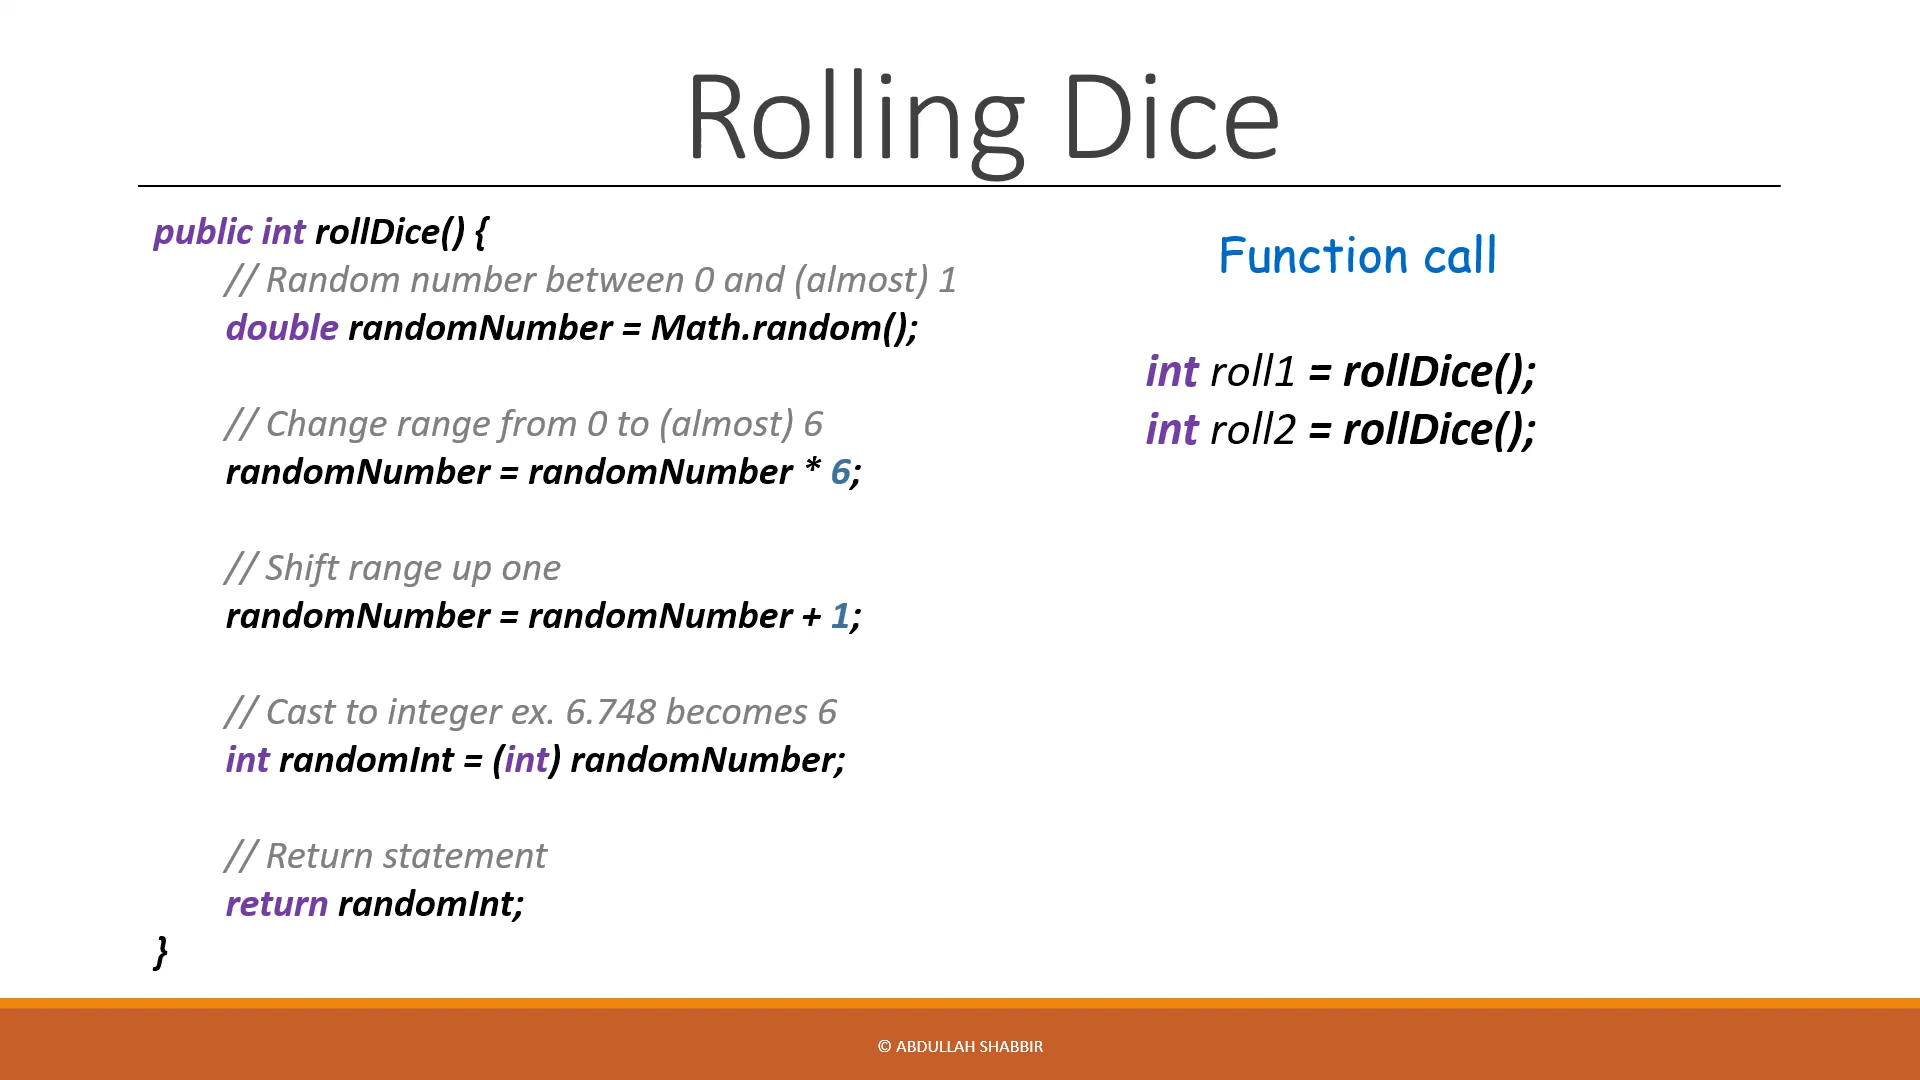 Rolling Dice
public int rollDice() {
// Random number between 0 and (almost) 1
double randomNumber = Math.random();
// Change range from 0 to (almost) 6
randomNumber = randomNumber * 6;
// Shift range up one
randomNumber = randomNumber + 1;
// Cast to integer ex. 6.748 becomes 6
int randomInt = (int) randomNumber;
// Return statement
return randomInt;
}
Function call
int roll1 = rollDice();
int roll2 = rollDice();
© ABDULLAH SHABBIR